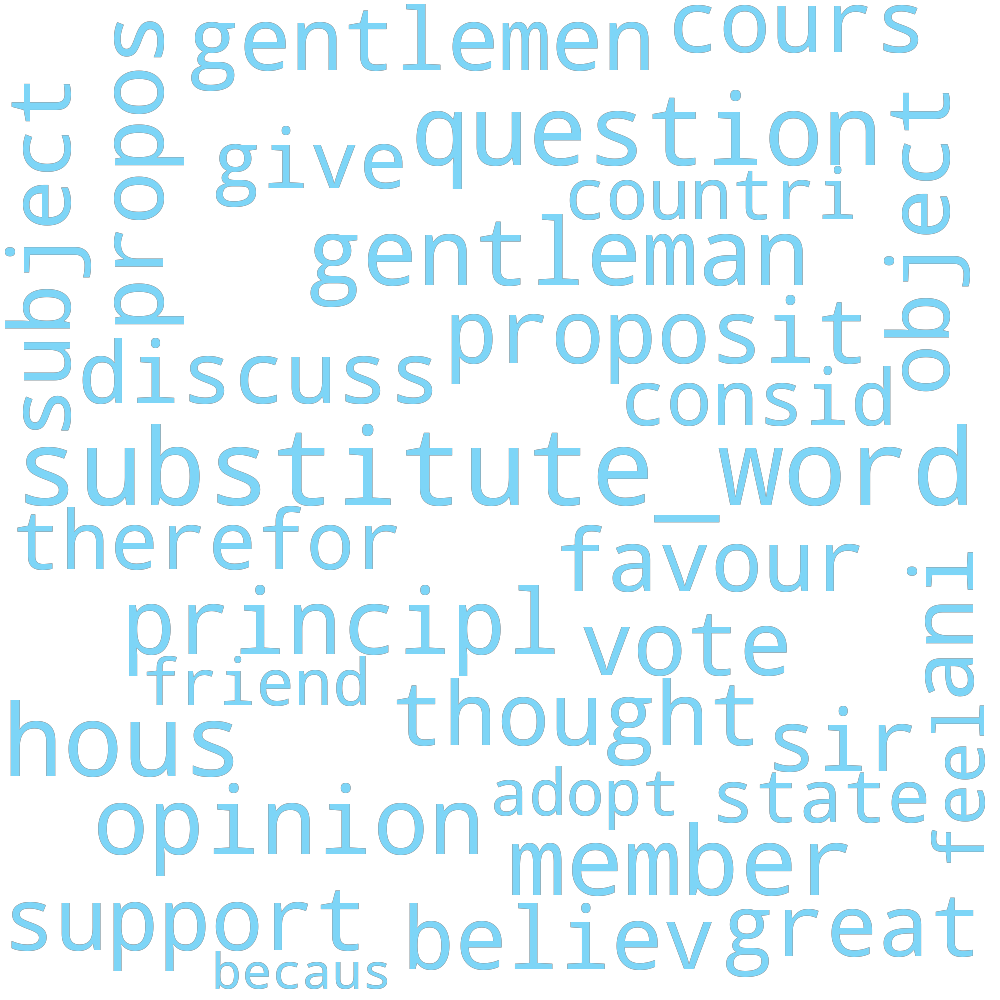 gentlemen
cours
subject
propos
question
object
give
countri
gentleman
proposit
discuss
consid
substitute_word
therefor
favour
ani
principl
vote
friend
thought
feel
hous
sir
adopt
state
opinion
member
support
believ
great
becaus